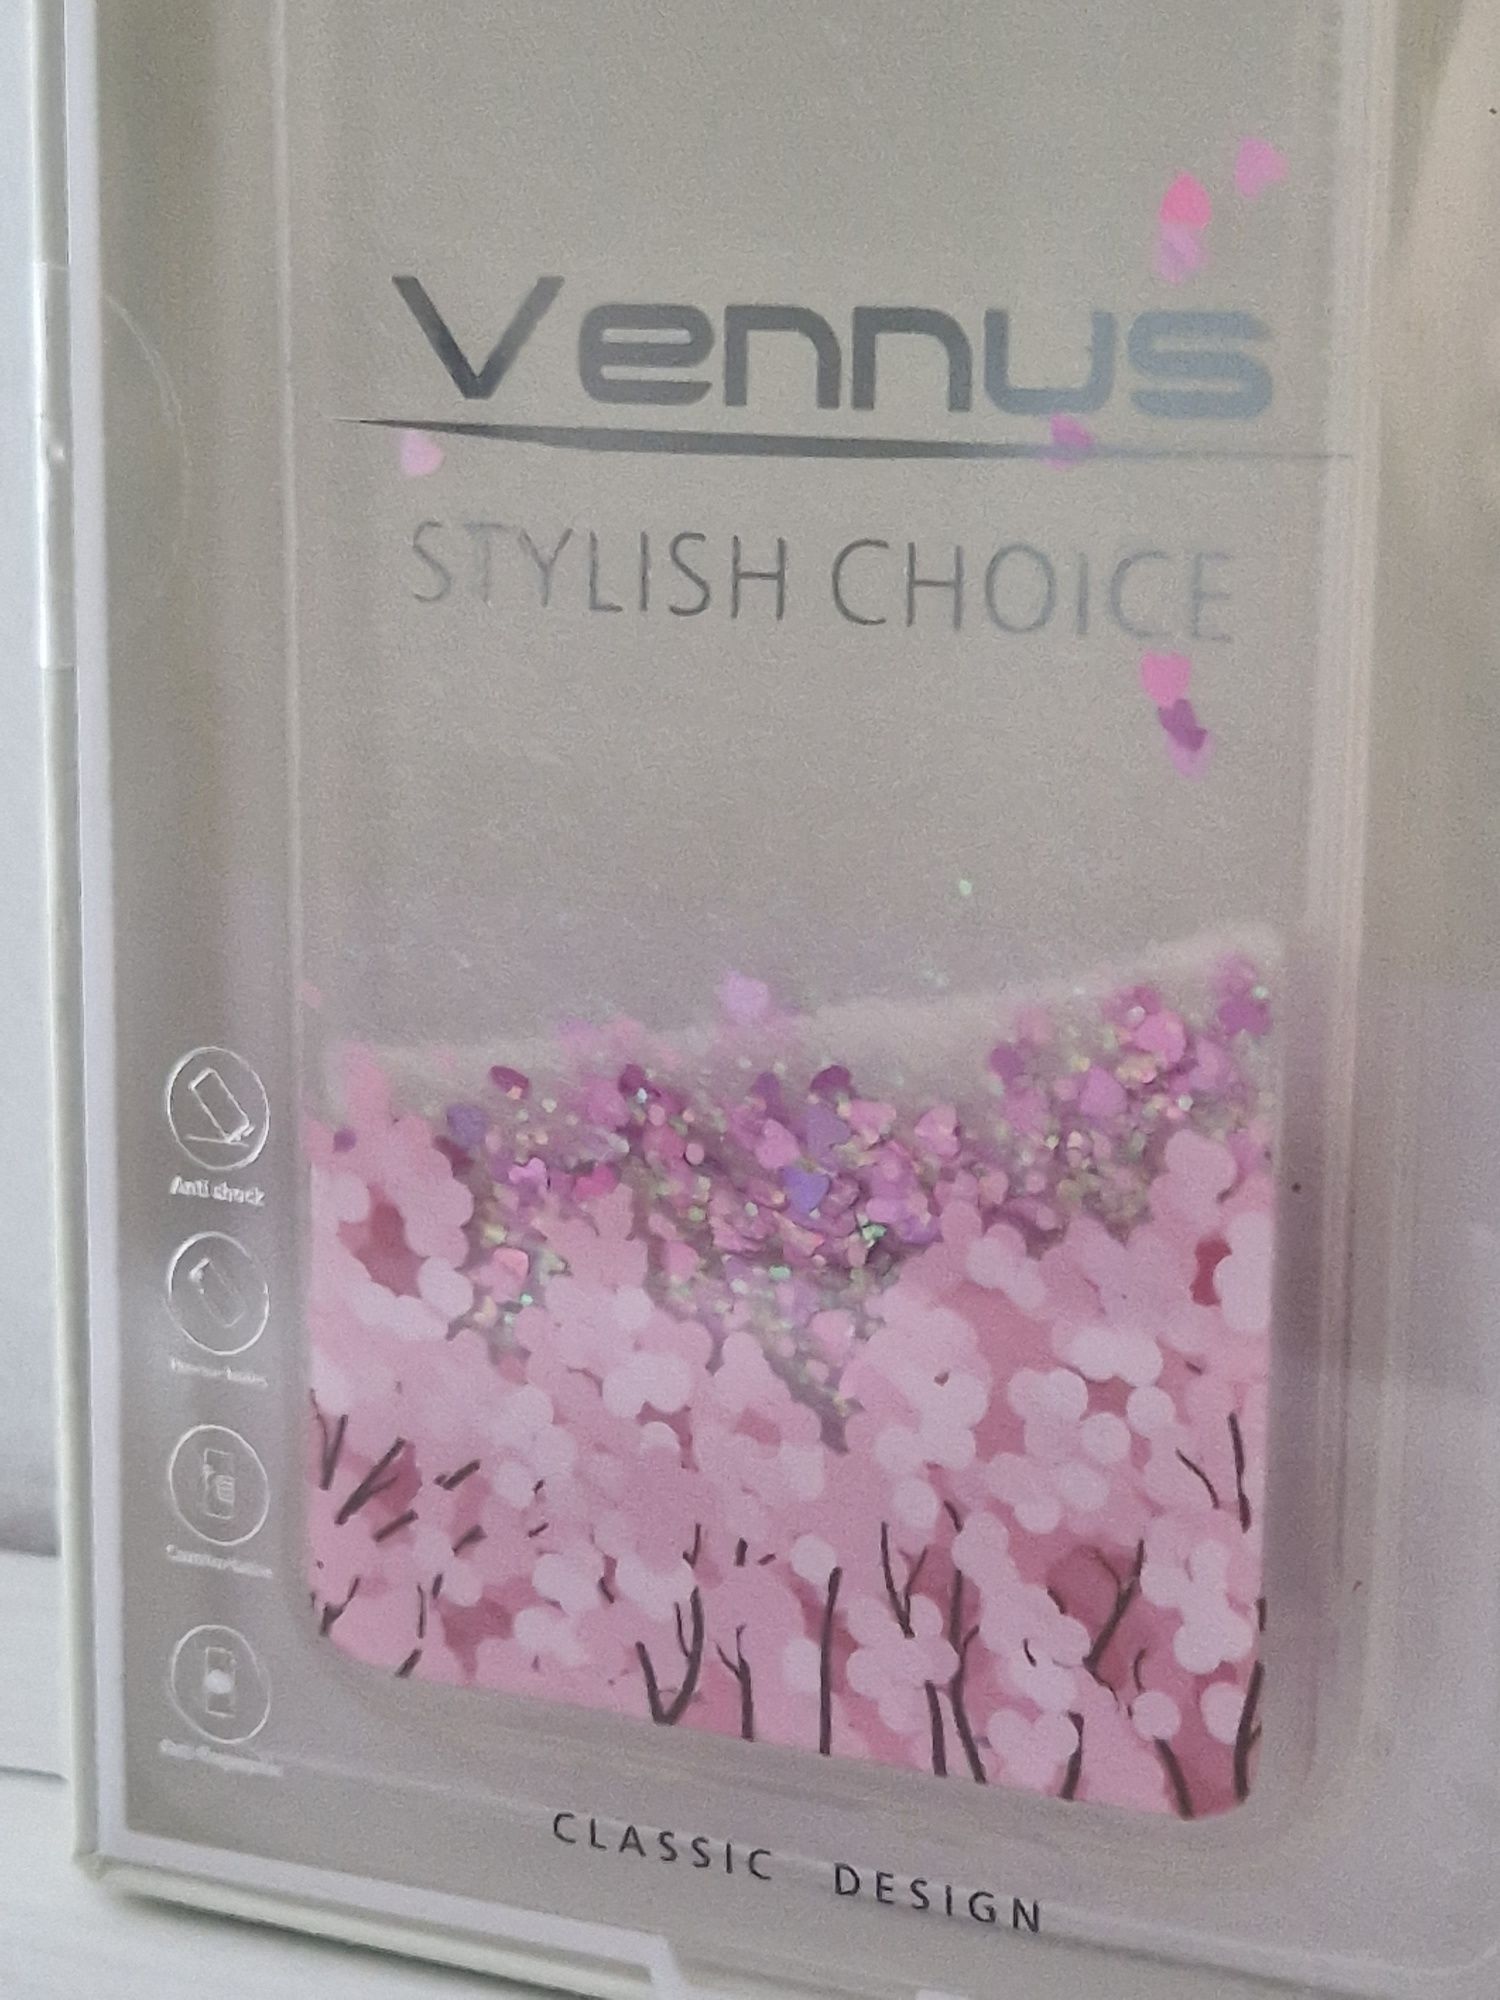 Vennus
STYLISH CHOICE
Anti shock
CLASSIC DESIGN